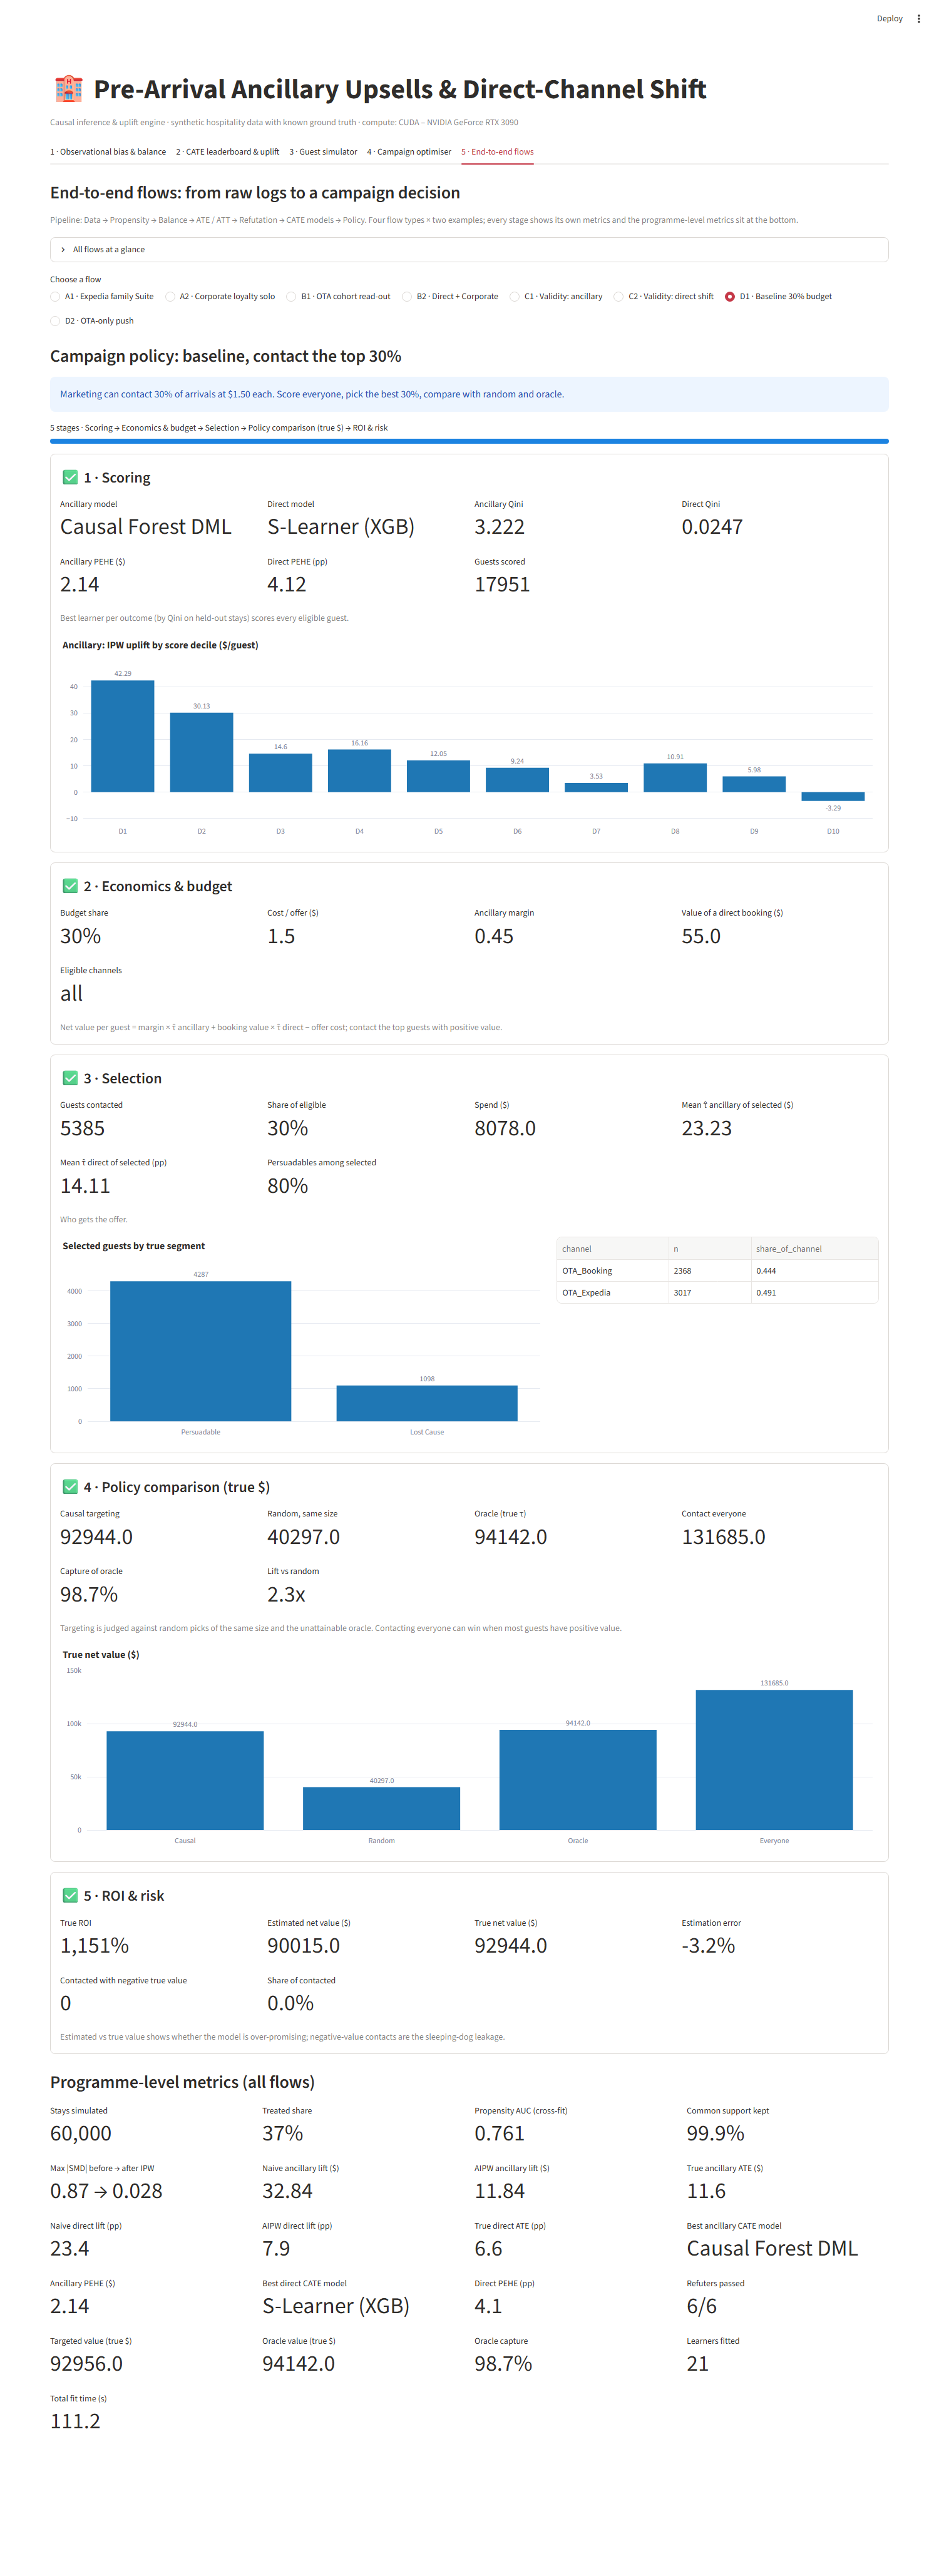 Deploy
Pre-Arrival Ancillary Upsells & Direct-Channel Shift
Causal inference & uplift engine · synthetic hospitality data with known ground truth · compute: CUDA – NVIDIA GeForce RTX 3090
1 · Observational bias & balance 2 · CATE leaderboard & uplift 3 · Guest simulator 4 · Campaign optimiser 5 · End-to-end flows
End-to-end flows: from raw logs to a campaign decision
Pipeline: Data → Propensity → Balance → ATE / ATT → Refutation → CATE models → Policy. Four flow types × two examples; every stage shows its own metrics and the programme-level metrics sit at the bottom.
All flows at a glance
Choose a flow
A1 · Expedia family Suite A2 · Corporate loyalty solo B1 · OTA cohort read-out B2 · Direct + Corporate C1 · Validity: ancillary C2 · Validity: direct shift D1 · Baseline 30% budget
D2 · OTA-only push
Campaign policy: baseline, contact the top 30%
Marketing can contact 30% of arrivals at $1.50 each. Score everyone, pick the best 30%, compare with random and oracle.
5 stages · Scoring → Economics & budget → Selection → Policy comparison (true $) → ROI & risk
1 · Scoring
Ancillary model Direct model Ancillary Qini Direct Qini
Causal Forest DML S-Learner (XGB) 3.222 0.0247
Ancillary PEHE ($) Direct PEHE (pp) Guests scored
2.14 4.12 17951
Best learner per outcome (by Qini on held-out stays) scores every eligible guest.
Ancillary: IPW uplift by score decile ($/guest)
42.29
40
30.13
30
20
14.6 16.16
12.05
10.91
10
9.24
5.98
3.53
0
-3.29
−10
D1 D2 D3 D4 D5 D6 D7 D8 D9 D10
2 · Economics & budget
Budget share Cost / offer ($) Ancillary margin Value of a direct booking ($)
30% 1.5 0.45 55.0
Eligible channels
all
Net value per guest = margin × τ̂ ancillary + booking value × τ̂ direct − offer cost; contact the top guests with positive value.
3 · Selection
Guests contacted Share of eligible Spend ($) Mean τ̂ ancillary of selected ($)
5385 30% 8078.0 23.23
Mean τ̂ direct of selected (pp) Persuadables among selected
14.11 80%
Who gets the offer.
Selected guests by true segment
4287
4000
3000
2000
1098
1000
0
Persuadable Lost Cause
channel n share_of_channel
OTA_Booking 2368 0.444
OTA_Expedia 3017 0.491
4 · Policy comparison (true $)
Causal targeting Random, same size Oracle (true τ) Contact everyone
92944.0 40297.0 94142.0 131685.0
Capture of oracle Lift vs random
98.7% 2.3x
Targeting is judged against random picks of the same size and the unattainable oracle. Contacting everyone can win when most guests have positive value.
True net value ($)
150k
131685.0
100k
92944.0 94142.0
50k
40297.0
0
Causal Random Oracle Everyone
5 · ROI & risk
True ROI Estimated net value ($) True net value ($) Estimation error
1,151% 90015.0 92944.0 -3.2%
Contacted with negative true value Share of contacted
0 0.0%
Estimated vs true value shows whether the model is over-promising; negative-value contacts are the sleeping-dog leakage.
Programme-level metrics (all flows)
Stays simulated Treated share Propensity AUC (cross-fit) Common support kept
60,000 37% 0.761 99.9%
Max |SMD| before → after IPW Naive ancillary lift ($) AIPW ancillary lift ($) True ancillary ATE ($)
0.87 → 0.028 32.84 11.84 11.6
Naive direct lift (pp) AIPW direct lift (pp) True direct ATE (pp) Best ancillary CATE model
23.4 7.9 6.6 Causal Forest DML
Ancillary PEHE ($) Best direct CATE model Direct PEHE (pp) Refuters passed
2.14 S-Learner (XGB) 4.1 6/6
Targeted value (true $) Oracle value (true $) Oracle capture Learners fitted
92956.0 94142.0 98.7% 21
Total fit time (s)
111.2